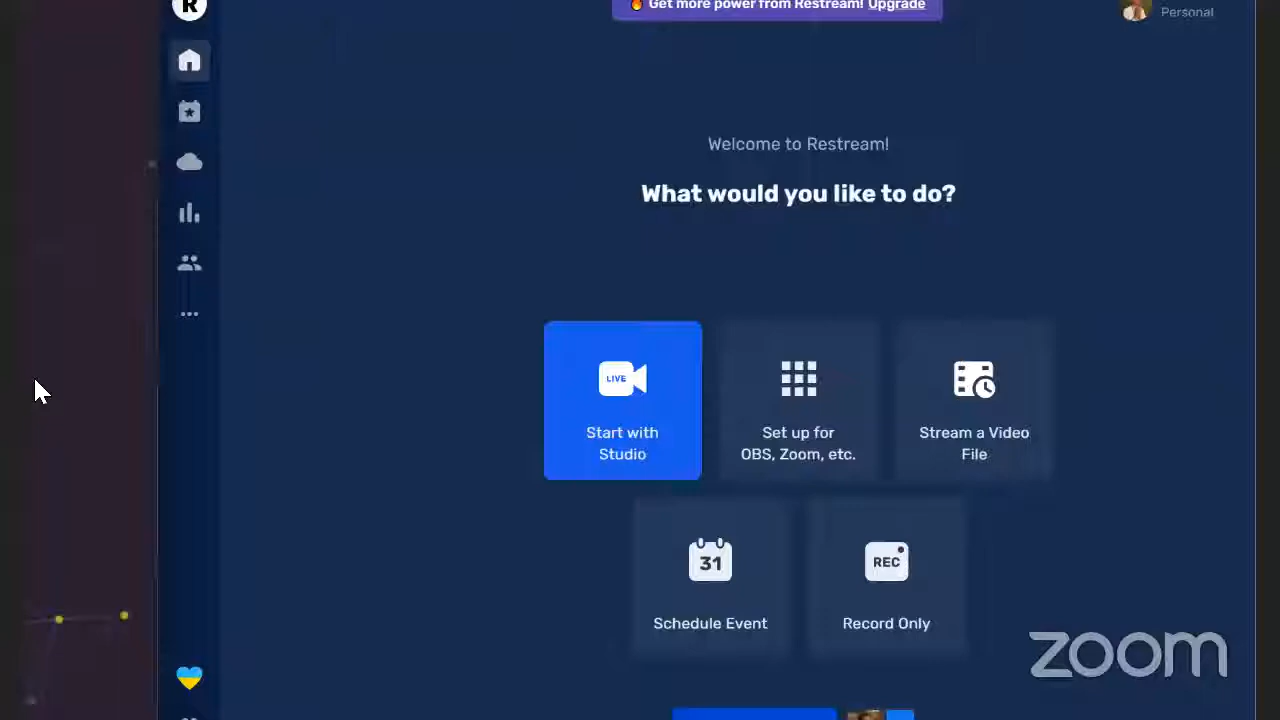 R
Get more power from Restream! Upgrade
Personal
Welcome to Restream!
What would you like to do?
LIVE
Start with
Studio
Set up for
OBS, Zoom, etc.
Stream a Video
File
31
Schedule Event
REC
Record Only
zoom